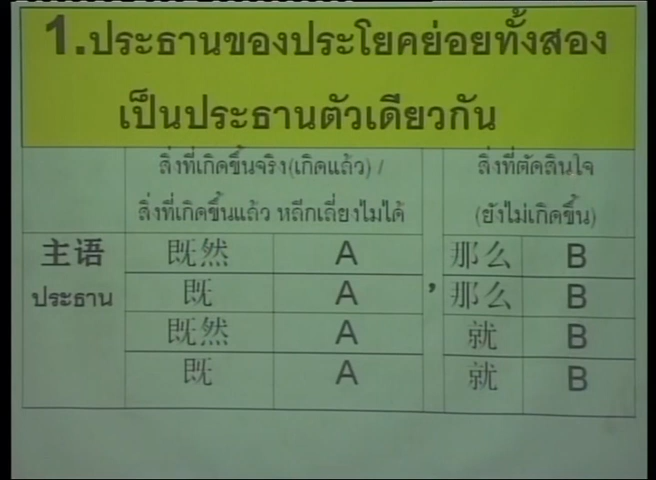 1.ประธานของประโยคย่อยทั้งสอง
เป็นประธานตัวเดียวกัน
สิ่งที่เกิดขึ้นจริง(เกิดแล้ว) / สิ่งที่ตัดสินใจ
สิ่งที่เกิดขึ้นแล้ว หลีกเลี่ยงไม่ได้ (ยังไม่เกิดขึ้น)
主语 既然 A 那么 B
ประธาน 既 A , 那么 B
既然 A 就 B
既 A 就 B